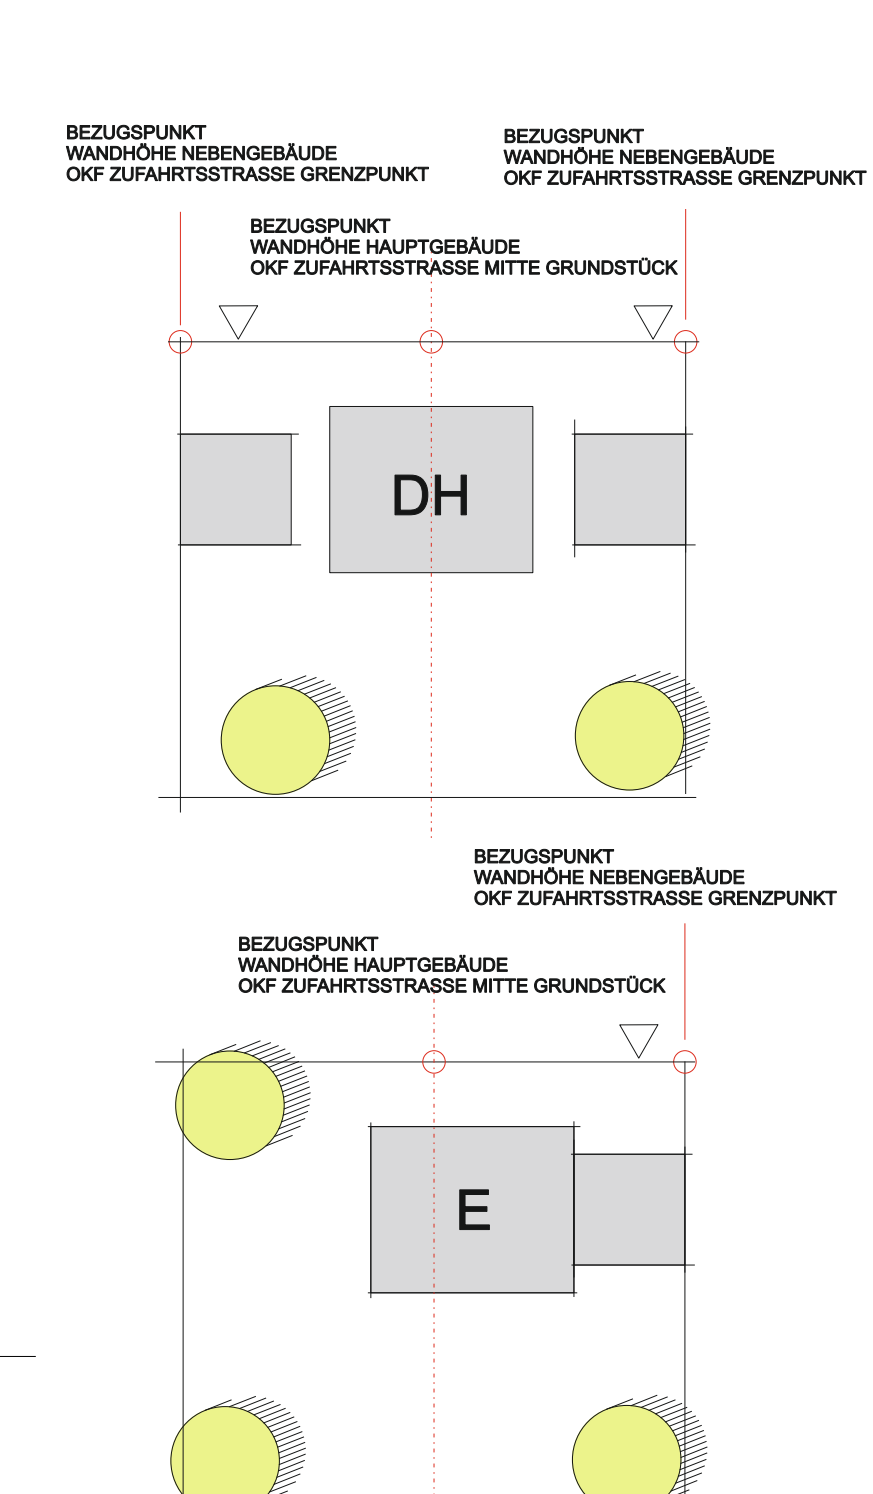 BEZUGSPUNKT
WANDHÖHE NEBENGEBÄUDE
OKF ZUFAHRTSSTRASSE GRENZPUNKT
BEZUGSPUNKT
WANDHÖHE NEBENGEBÄUDE
OKF ZUFAHRTSSTRASSE GRENZPUNKT
BEZUGSPUNKT
WANDHÖHE HAUPTGEBÄUDE
OKF ZUFAHRTSSTRASSE MITTE GRUNDSTÜCK
DH
BEZUGSPUNKT
WANDHÖHE NEBENGEBÄUDE
OKF ZUFAHRTSSTRASSE GRENZPUNKT
BEZUGSPUNKT
WANDHÖHE HAUPTGEBÄUDE
OKF ZUFAHRTSSTRASSE MITTE GRUNDSTÜCK
E